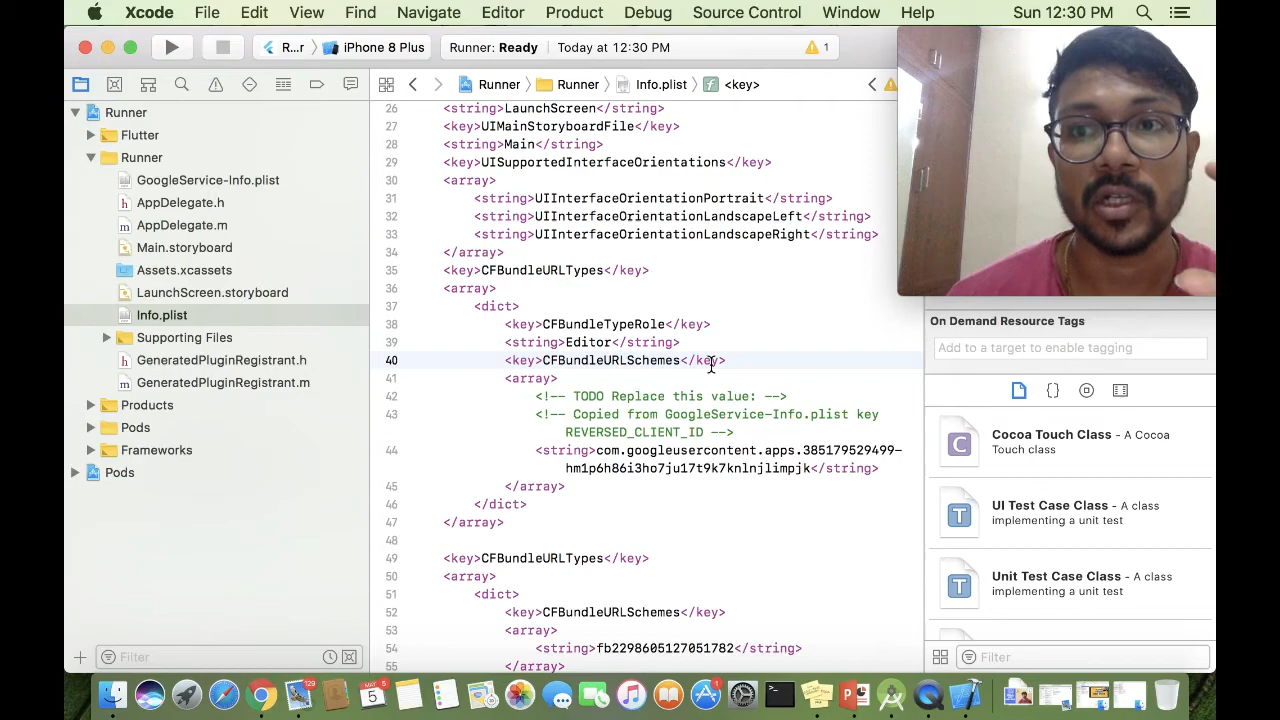 Xcode File Edit View Find Navigate Editor Product Debug Source Control Window Help Sun 12:30 PM
R...r iPhone 8 Plus Runner: Ready Today at 12:30 PM 1
Runner Runner Info.plist <key>
Runner
Flutter
Runner
GoogleService-Info.plist
AppDelegate.h
AppDelegate.m
Main.storyboard
Assets.xcassets
LaunchScreen.storyboard
Info.plist
Supporting Files
GeneratedPluginRegistrant.h
GeneratedPluginRegistrant.m
Products
Pods
Frameworks
Pods
Filter
26 <string>LaunchScreen</string>
27 <key>UIMainStoryboardFile</key>
28 <string>Main</string>
29 <key>UISupportedInterfaceOrientations</key>
30 <array>
31 <string>UIInterfaceOrientationPortrait</string>
32 <string>UIInterfaceOrientationLandscapeLeft</string>
33 <string>UIInterfaceOrientationLandscapeRight</string>
34 </array>
35 <key>CFBundleURLTypes</key>
36 <array>
37 <dict>
38 <key>CFBundleTypeRole</key>
39 <string>Editor</string>
40 <key>CFBundleURLSchemes</key>
41 <array>
42 <!-- TODO Replace this value: -->
43 <!-- Copied from GoogleService-Info.plist key
REVERSED_CLIENT_ID -->
44 <string>com.googleusercontent.apps.385179529499-
hm1p6h86i3ho7ju17t9k7knlnjlimpjk</string>
45 </array>
46 </dict>
47 </array>
48
49 <key>CFBundleURLTypes</key>
50 <array>
51 <dict>
52 <key>CFBundleURLSchemes</key>
53 <array>
54 <string>fb2298605127051782</string>
55 </array>
On Demand Resource Tags
Add to a target to enable tagging
C Cocoa Touch Class - A Cocoa
Touch class
T UI Test Case Class - A class
implementing a unit test
T Unit Test Case Class - A class
implementing a unit test
Filter
129
5
1